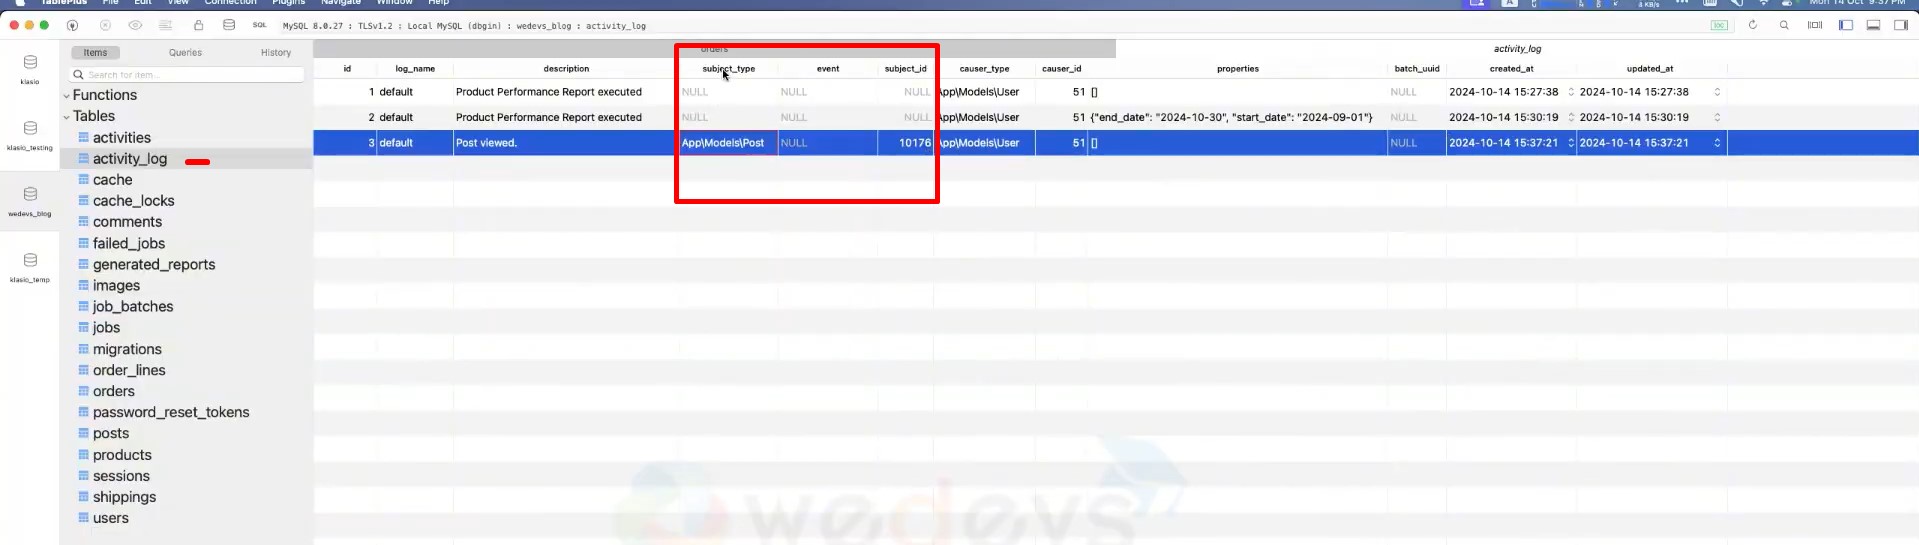 TablePlus File Edit View Connection Plugins Navigate Window Help Mon 14 Oct 9:37 PM
SQL MySQL 8.0.27 : TLSv1.2 : Local MySQL (dbgin) : wedevs_blog : activity_log loc
klasio
klasio_testing
wedevs_blog
klasio_temp
Items Queries History
Search for item...
Functions
Tables
activities
activity_log
cache
cache_locks
comments
failed_jobs
generated_reports
images
job_batches
jobs
migrations
order_lines
orders
password_reset_tokens
posts
products
sessions
shippings
users
orders activity_log
id log_name description subject_type event subject_id causer_type causer_id properties batch_uuid created_at updated_at
1 default Product Performance Report executed NULL NULL NULL App\Models\User 51 [] NULL 2024-10-14 15:27:38 2024-10-14 15:27:38
2 default Product Performance Report executed NULL NULL NULL App\Models\User 51 {"end_date": "2024-10-30", "start_date": "2024-09-01"} NULL 2024-10-14 15:30:19 2024-10-14 15:30:19
3 default Post viewed. App\Models\Post NULL 10176 App\Models\User 51 [] NULL 2024-10-14 15:37:21 2024-10-14 15:37:21
wedevs